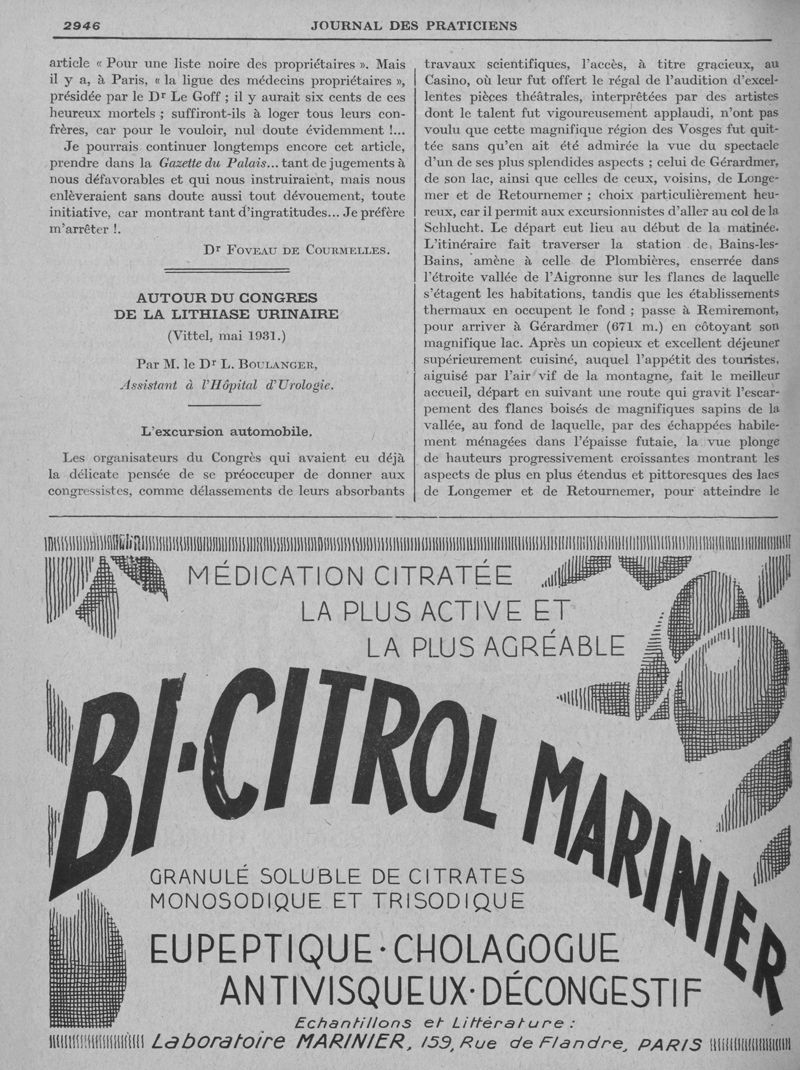 2946
JOURNAL DES PRATICIENS
article « Pour une liste noire des propriétaires ». Mais
il y a, à Paris, « la ligue des médecins propriétaires »,
présidée par le Dr Le Goff ; il y aurait six cents de ces
heureux mortels ; suffiront-ils à loger tous leurs con-
frères, car pour le vouloir, nul doute évidemment !...
Je pourrais continuer longtemps encore cet article,
prendre dans la Gazette du Palais... tant de jugements à
nous défavorables et qui nous instruiraient, mais nous
enlèveraient sans doute aussi tout dévouement, toute
initiative, car montrant tant d'ingratitudes... Je préfère
m'arrêter !.
Dr FOVEAU DE COURMELLES.
AUTOUR DU CONGRES
DE LA LITHIASE URINAIRE
(Vittel, mai 1931.)
Par M. le Dr L. BOULANGER,
Assistant à l'Hôpital d'Urologie.
L'excursion automobile.
Les organisateurs du Congrès qui avaient eu déjà
la délicate pensée de se préoccuper de donner aux
congressistes, comme délassements de leurs absorbants
travaux scientifiques, l'accès, à titre gracieux, au
Casino, où leur fut offert le régal de l'audition d'excel-
lentes pièces théâtrales, interprétées par des artistes
dont le talent fut vigoureusement applaudi, n'ont pas
voulu que cette magnifique région des Vosges fut quit-
tée sans qu'en ait été admirée la vue du spectacle
d'un de ses plus splendides aspects ; celui de Gérardmer,
de son lac, ainsi que celles de ceux, voisins, de Longe-
mer et de Retournemer ; choix particulièrement heu-
reux, car il permit aux excursionnistes d'aller au col de la
Schlucht. Le départ eut lieu au début de la matinée.
L'itinéraire fait traverser la station de, Bains-les-
Bains, amène à celle de Plombières, enserrée dans
l'étroite vallée de l'Aigronne sur les flancs de laquelle
s'étagent les habitations, tandis que les établissements
thermaux en occupent le fond ; passe à Remiremont,
pour arriver à Gérardmer (671 m.) en côtoyant son
magnifique lac. Après un copieux et excellent déjeuner
supérieurement cuisiné, auquel l'appétit des touristes,
aiguisé par l'air vif de la montagne, fait le meilleur
accueil, départ en suivant une route qui gravit l'escar-
pement des flancs boisés de magnifiques sapins de la
vallée, au fond de laquelle, par des échappées habile-
ment ménagées dans l'épaisse futaie, la vue plonge
de hauteurs progressivement croissantes montrant les
aspects de plus en plus étendus et pittoresques des lacs
de Longemer et de Retournemer, pour atteindre le
MÉDICATION CITRATÉE
LA PLUS ACTIVE ET
LA PLUS AGRÉABLE
BI-CITROL MARINIER
GRANULÉ SOLUBLE DE CITRATES
MONOSODIQUE ET TRISODIQUE
EUPEPTIQUE·CHOLAGOGUE
ANTIVISQUEUX·DÉCONGESTIF
Echantillons et Littérature :
Laboratoire MARINIER, 159, Rue de Flandre, PARIS